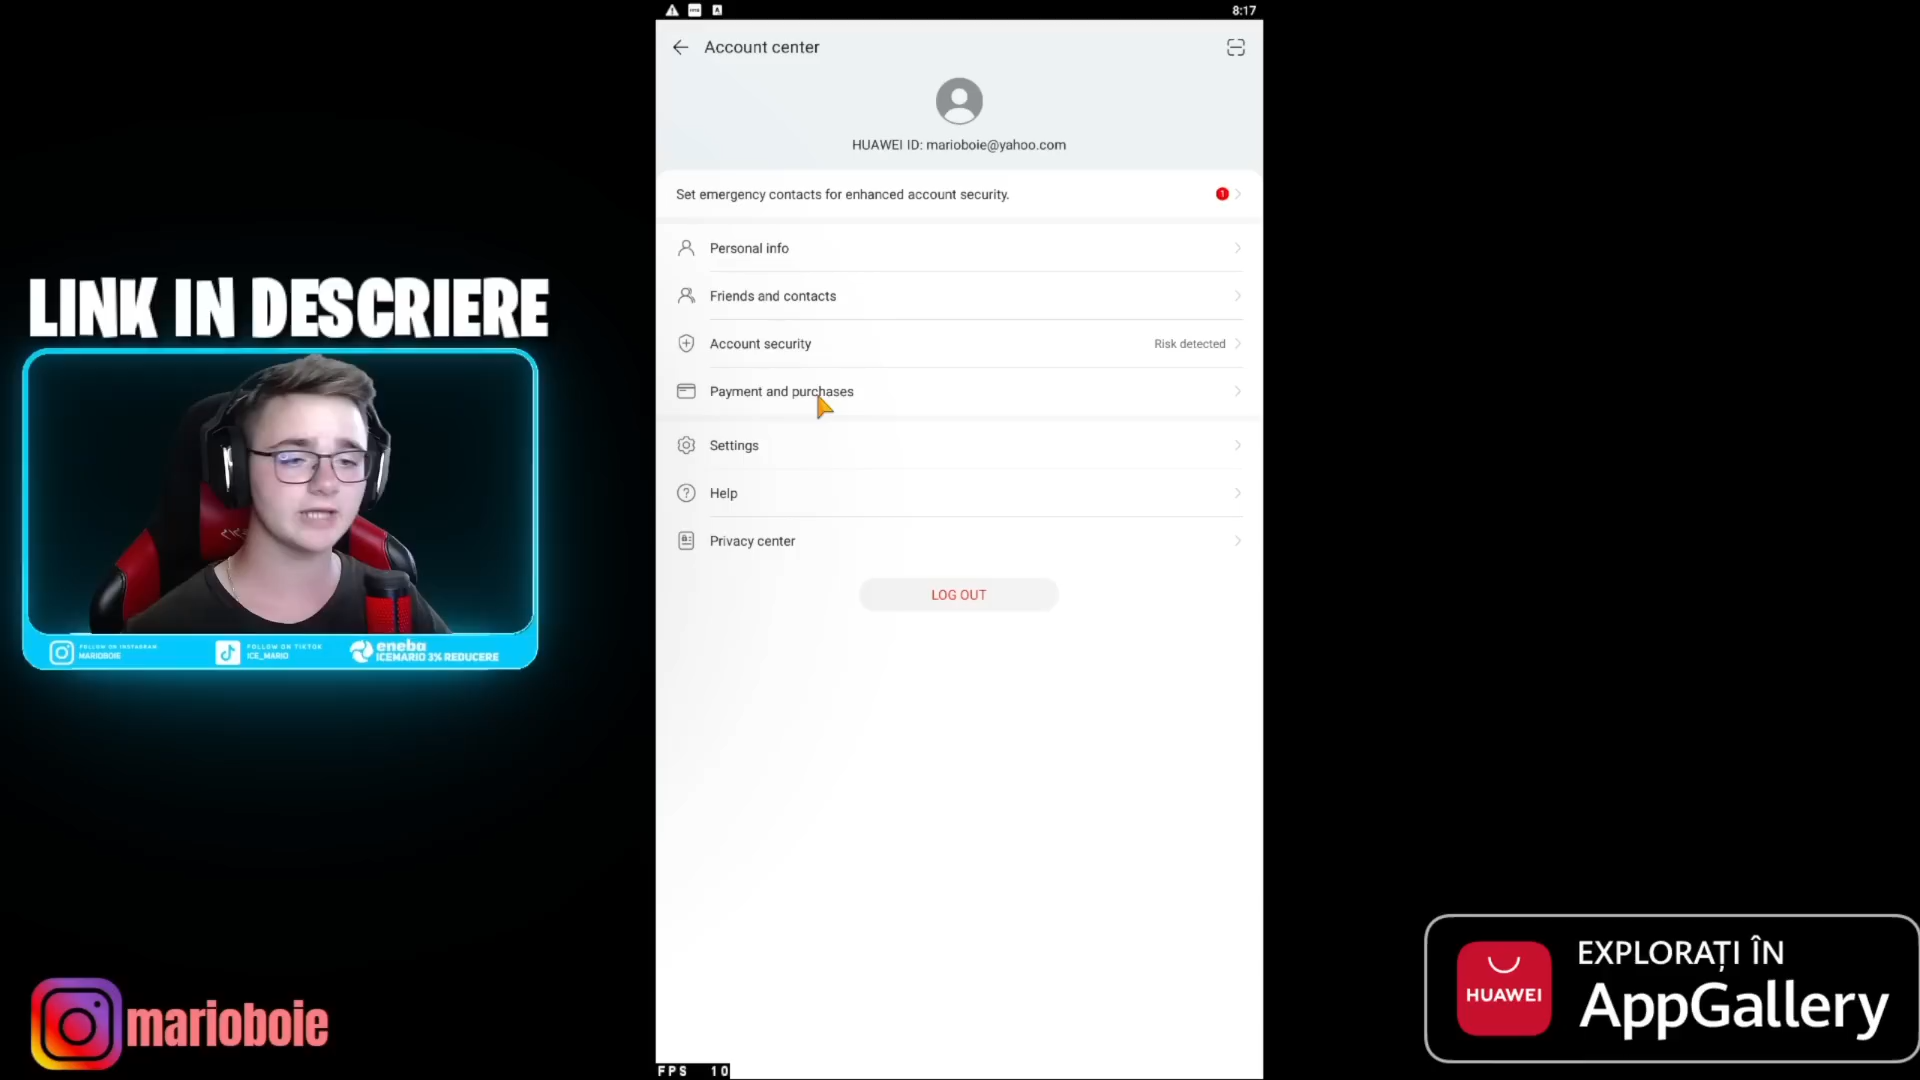 8:17
Account center
HUAWEI ID: marioboie@yahoo.com
Set emergency contacts for enhanced account security.
1
Personal info
Friends and contacts
Account security
Risk detected
Payment and purchases
Settings
Help
Privacy center
LOG OUT
FPS 10
LINK IN DESCRIERE
FOLLOW ON INSTAGRAM
MARIOBOIE
FOLLOW ON TIKTOK
ICE_MARIO
eneba
ICEMARIO 3% REDUCERE
marioboie
HUAWEI
EXPLORAȚI ÎN
AppGallery